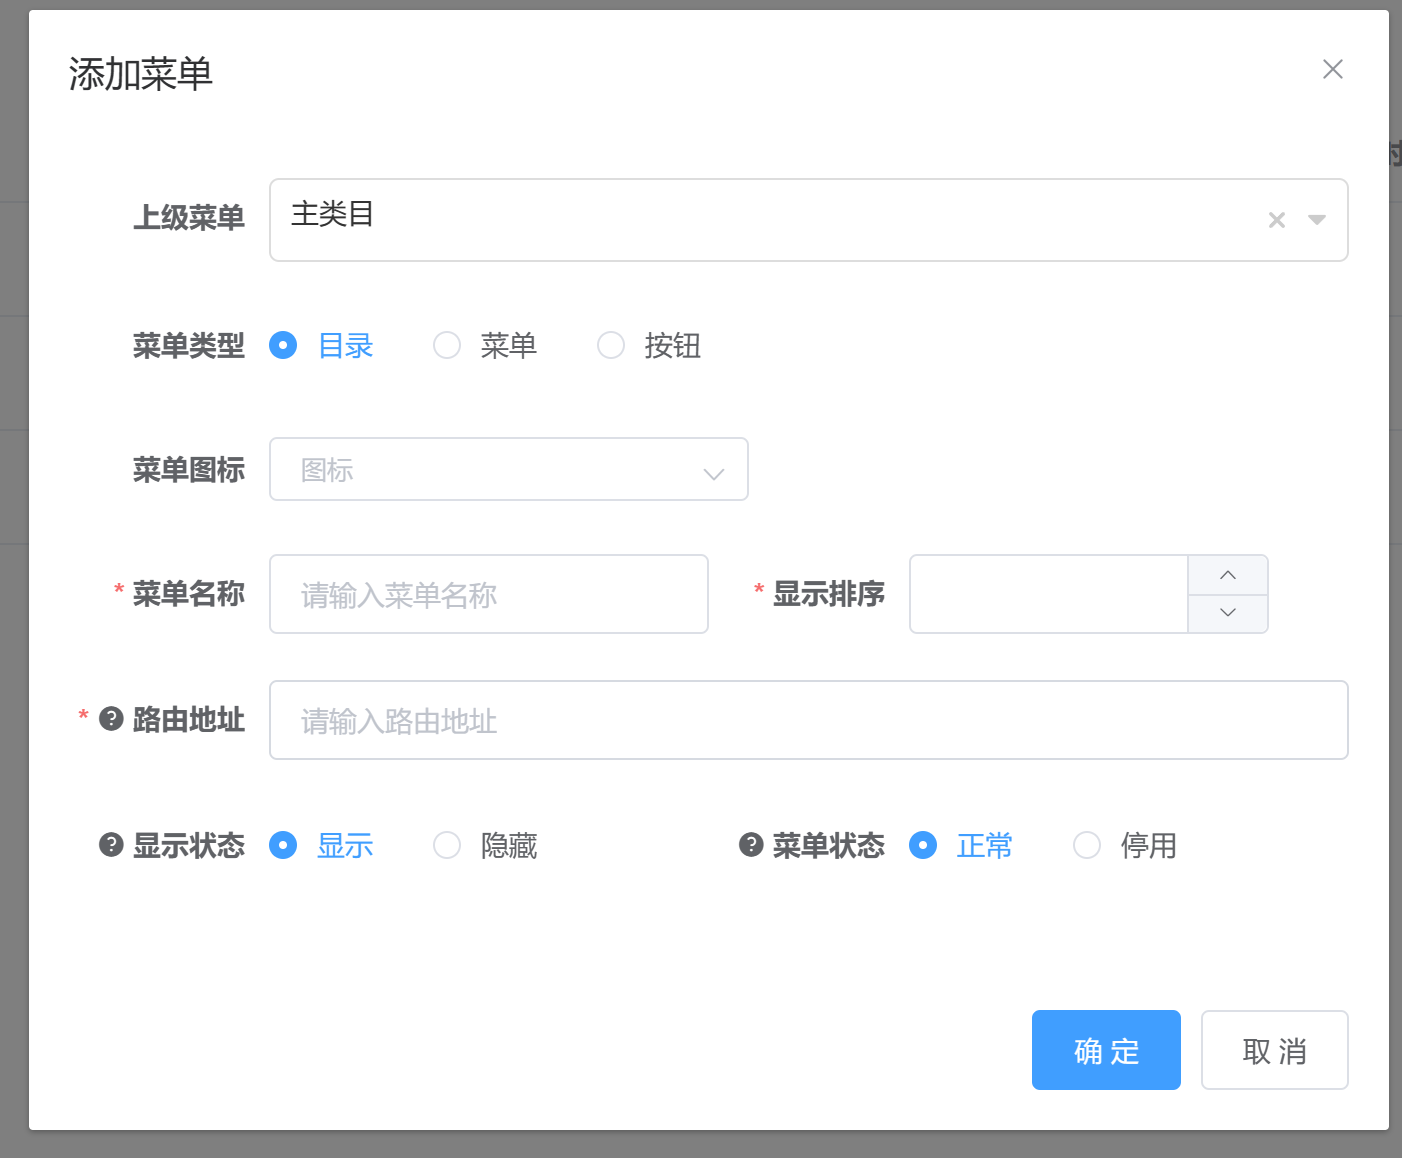 添加菜单
上级菜单 主类目
菜单类型 目录 菜单 按钮
菜单图标 图标
* 菜单名称 请输入菜单名称 * 显示排序
* 路由地址 请输入路由地址
显示状态 显示 隐藏 菜单状态 正常 停用
确 定 取 消